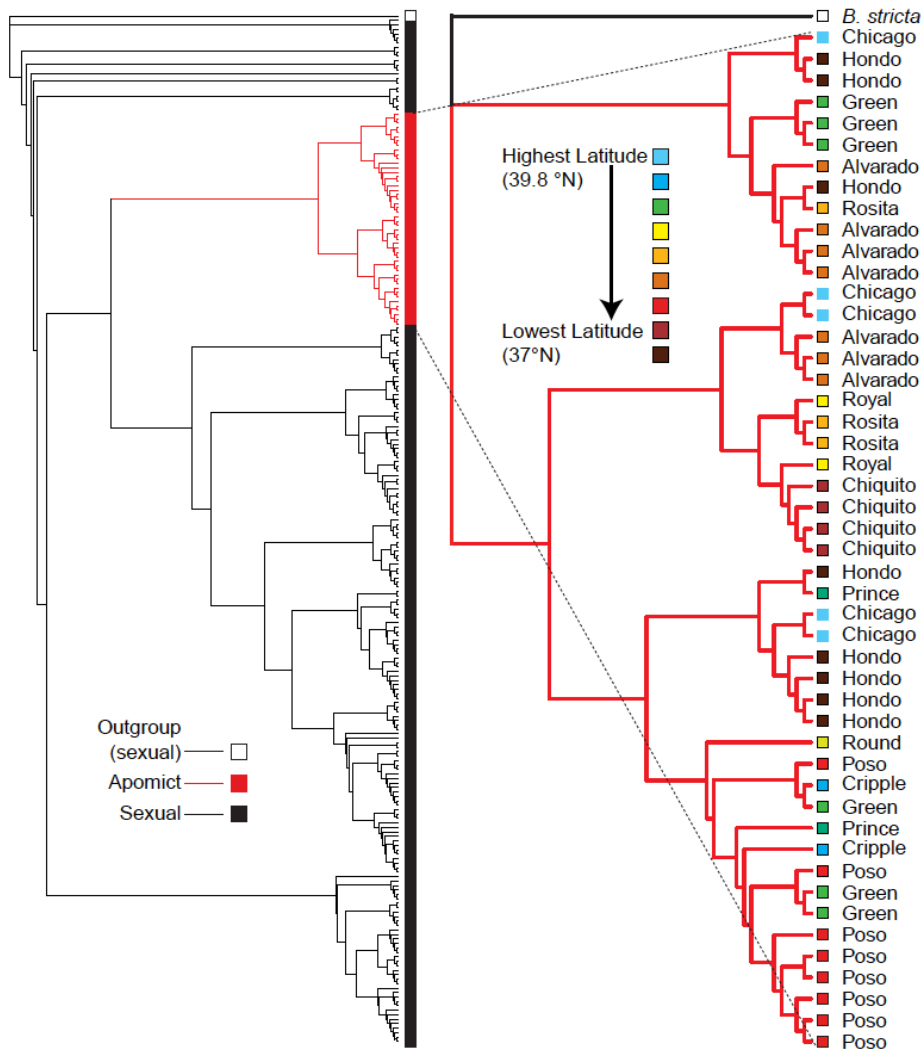 B. stricta
Chicago
Hondo
Hondo
Green
Green
Green
Alvarado
Hondo
Rosita
Alvarado
Alvarado
Alvarado
Chicago
Chicago
Alvarado
Alvarado
Alvarado
Royal
Rosita
Rosita
Royal
Chiquito
Chiquito
Chiquito
Chiquito
Hondo
Prince
Chicago
Chicago
Hondo
Hondo
Hondo
Hondo
Round
Poso
Cripple
Green
Prince
Cripple
Poso
Green
Green
Poso
Poso
Poso
Poso
Poso
Poso
Highest Latitude
(39.8 °N)
Lowest Latitude
(37°N)
Outgroup
(sexual)
Apomict
Sexual